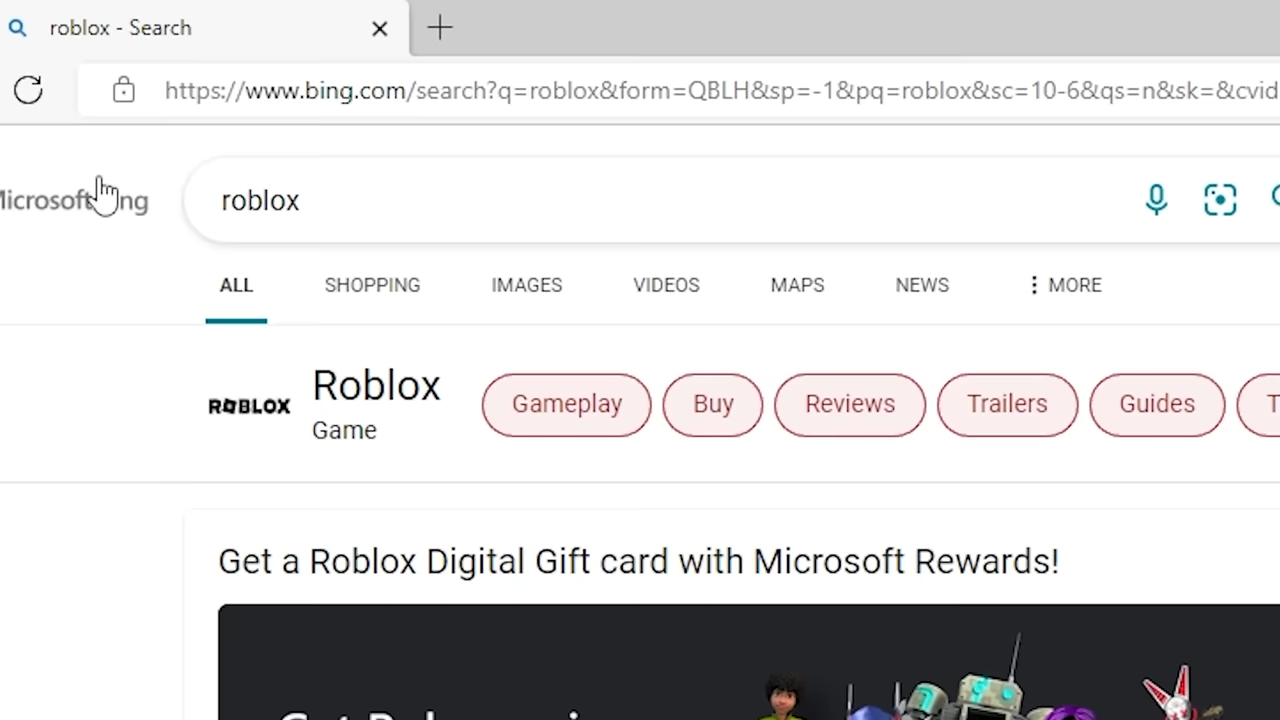 roblox - Search
https://www.bing.com/search?q=roblox&form=QBLH&sp=-1&pq=roblox&sc=10-6&qs=n&sk=&cvid
Microsoft
roblox
ALL SHOPPING IMAGES VIDEOS MAPS NEWS MORE
ROBLOX
Roblox
Game
Gameplay Buy Reviews Trailers Guides
Get a Roblox Digital Gift card with Microsoft Rewards!